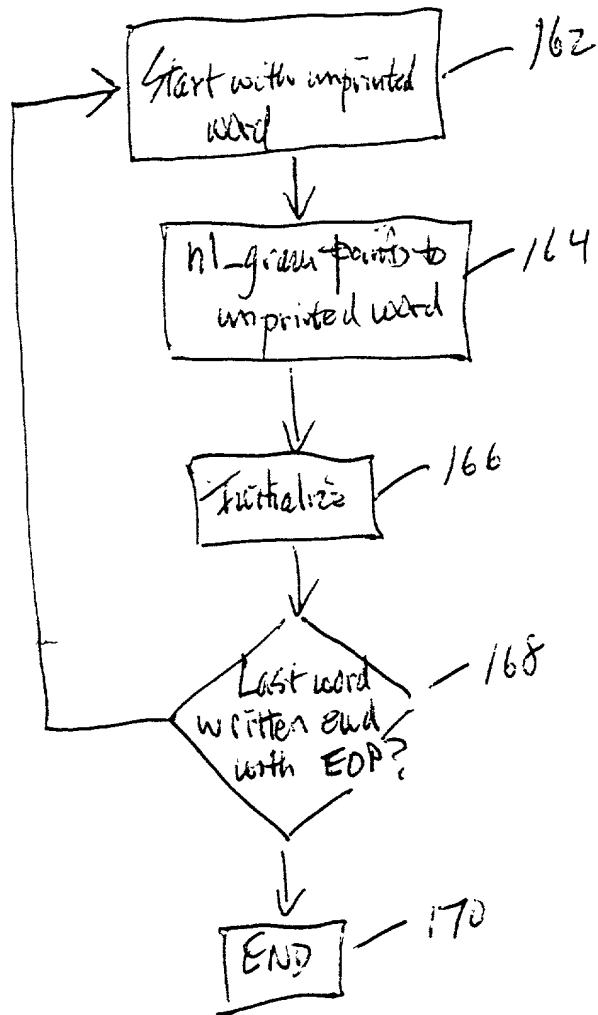 Start with unprinted
word
162
nl_gram points to
unprinted word
164
Initialize
166
Last word
written end
with EOP?
168
END
170